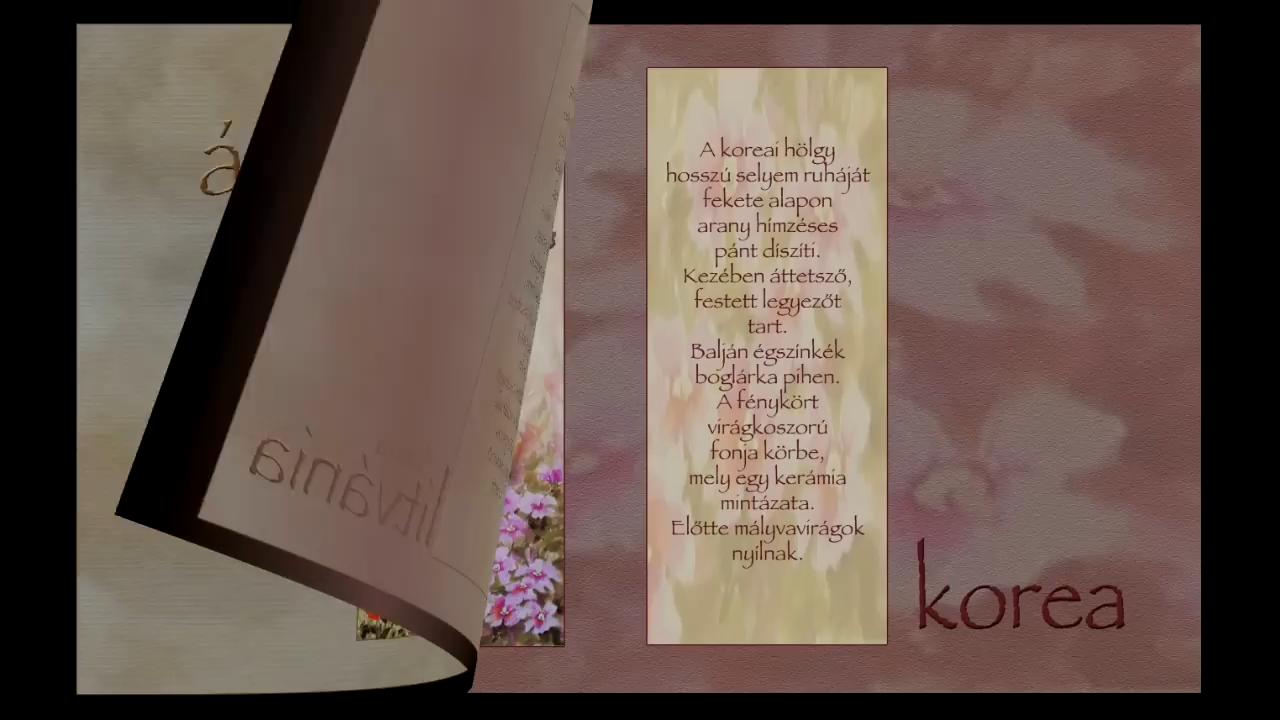 á
litvánia
A koreai hölgy
hosszú selyem ruháját
fekete alapon
arany hímzéses
pánt díszíti.
Kezében áttetsző,
festett legyezőt
tart.
Balján égszínkék
boglárka pihen.
A fénykört
virágkoszorú
fonja körbe,
mely egy kerámia
mintázata.
Előtte mályvavirágok
nyílnak.
korea